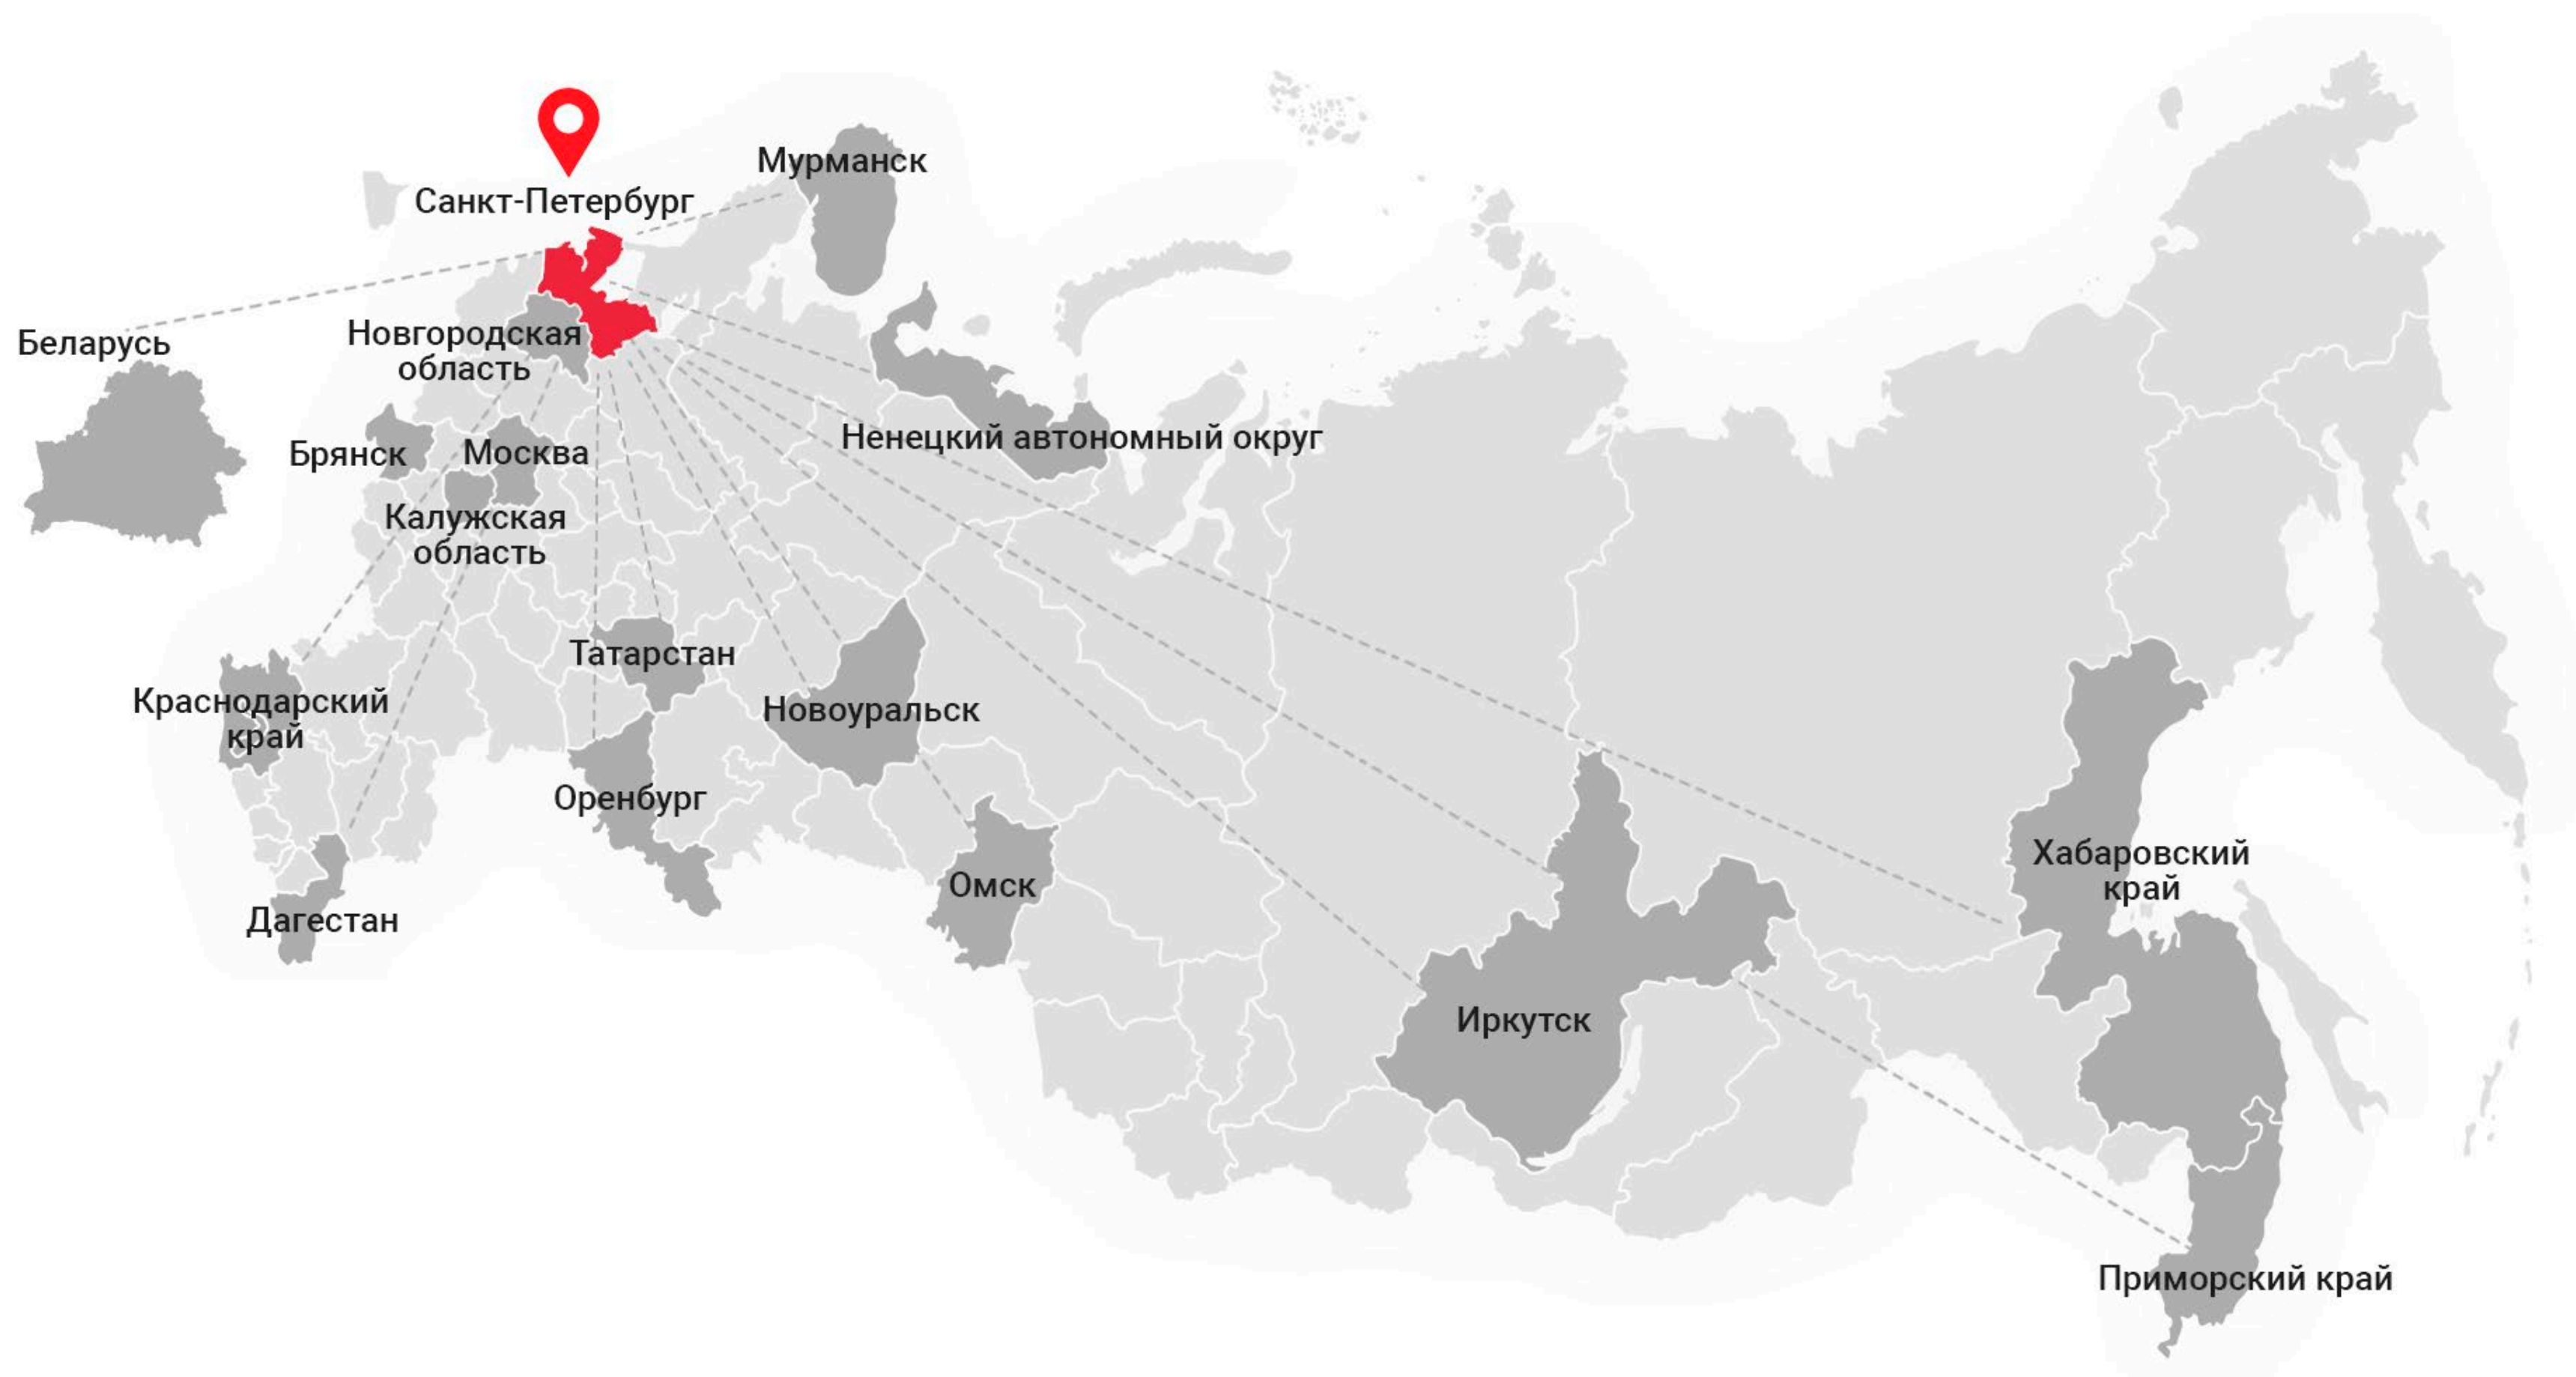 Мурманск
Санкт-Петербург
Новгородская
область
Беларусь
Ненецкий автономный округ
Брянск
Москва
Калужская
область
Татарстан
Краснодарский
край
Новоуральск
Оренбург
Хабаровский
край
Омск
Дагестан
Иркутск
Приморский край